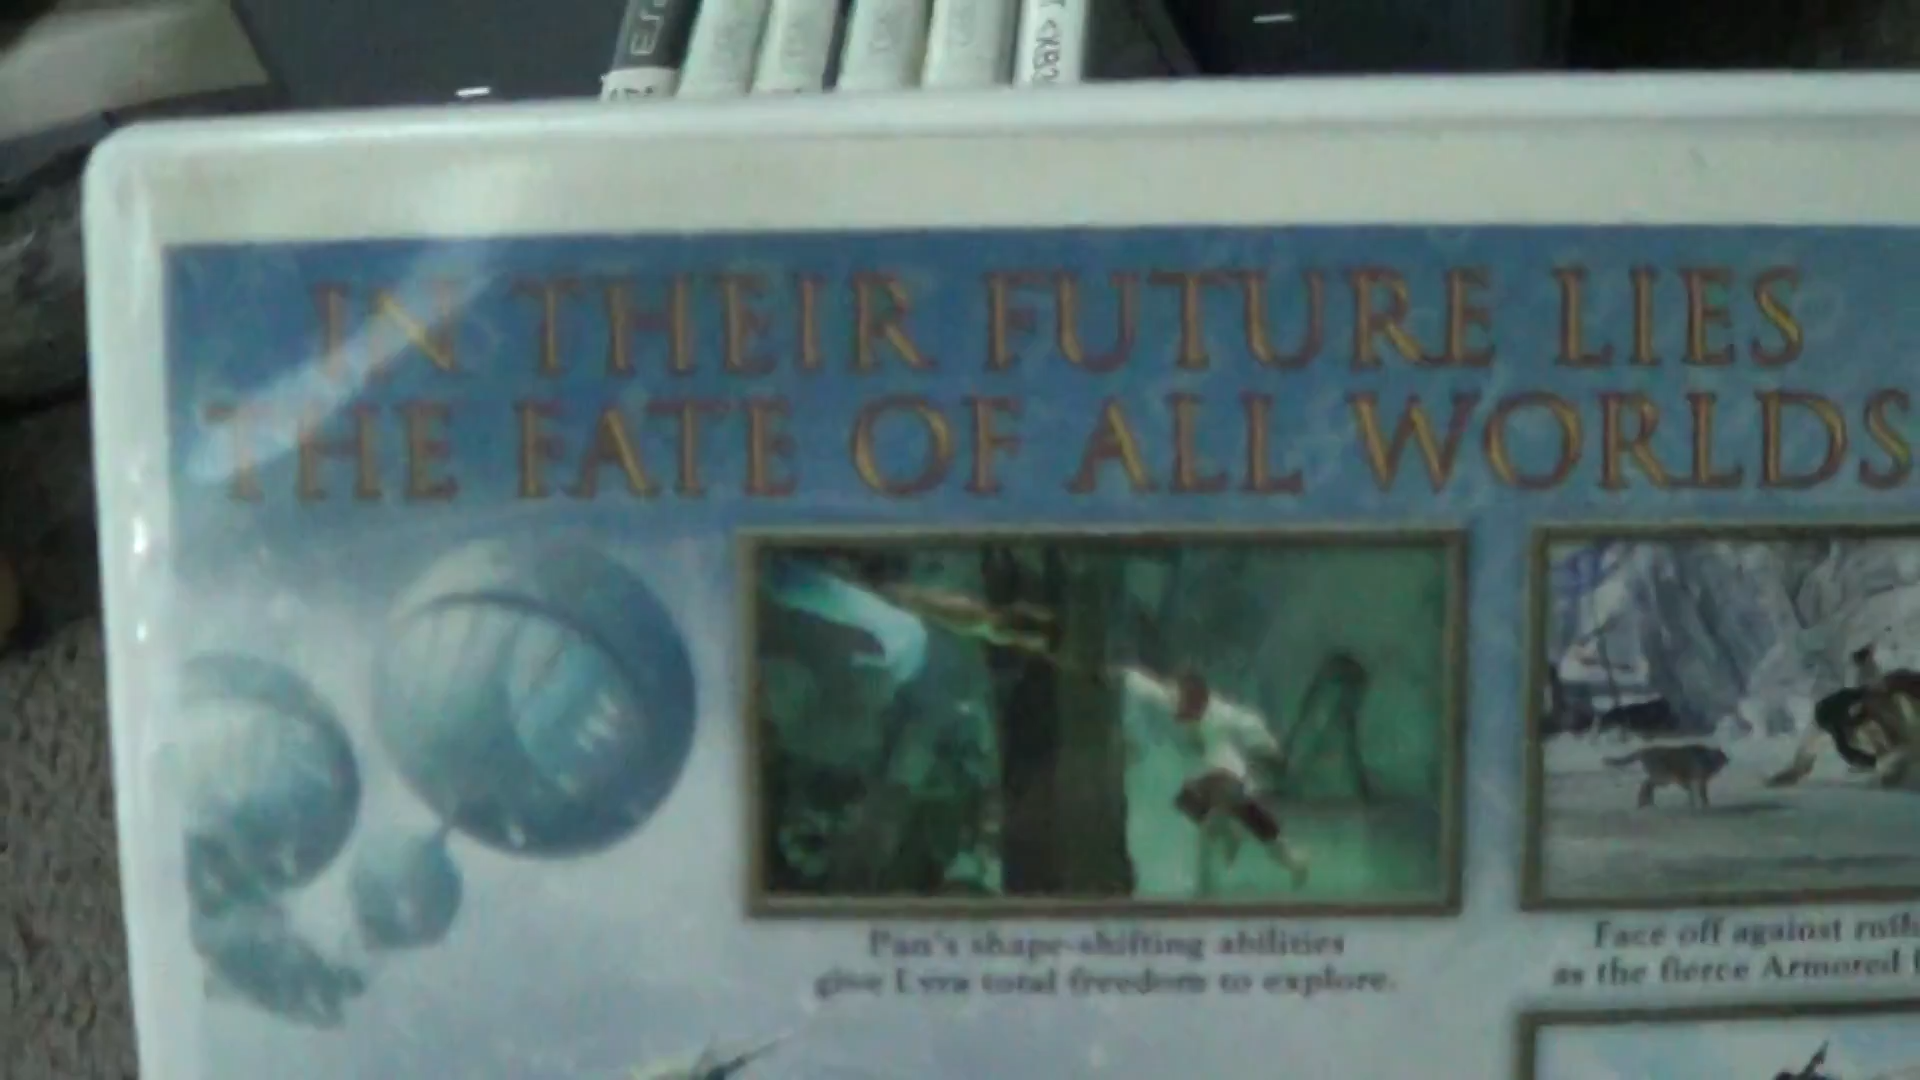 IN THEIR FUTURE LIES
THE FATE OF ALL WORLDS
Pan's shape-shifting abilities
give Lyra total freedom to explore.
Face off against
as the fierce Armored